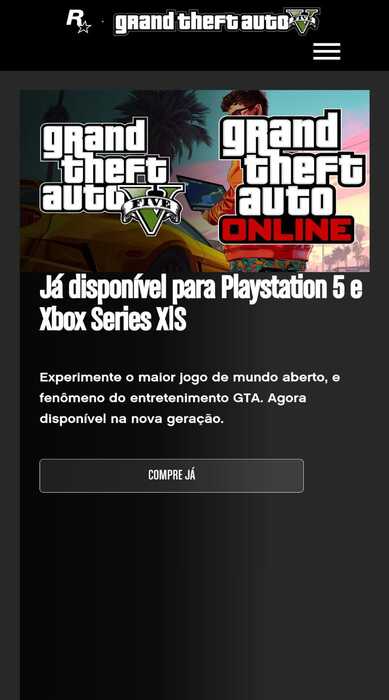 R
grand theft auto V
FIVE
grand
theft
auto V
FIVE
grand
theft
auto
ONLINE
Já disponível para Playstation 5 e
Xbox Series X|S
Experimente o maior jogo de mundo aberto, e
fenômeno do entretenimento GTA. Agora
disponível na nova geração.
COMPRE JÁ